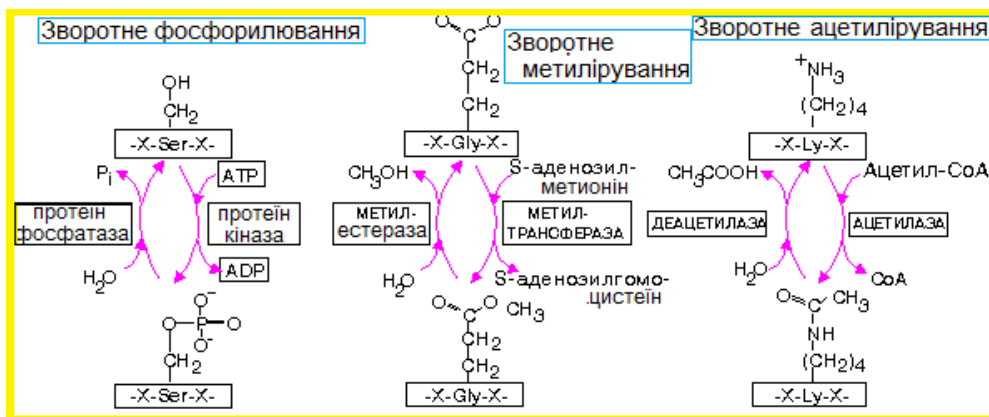 Зворотне фосфорилювання
OH
CH2
-X-Ser-X-
Pi
ATP
протеїн
фосфатаза
протеїн
кіназа
H2O
ADP
O-
O P O
O-
CH2
-X-Ser-X-
Зворотне
метилірування
O O
C
CH2
CH2
-X-Gly-X-
CH3OH
S-аденозил-
метионін
МЕТИЛ-
естераза
МЕТИЛ-
ТРАНСФЕРАЗА
H2O
S-аденозилгомо-
.цистеїн
O O CH3
C
CH2
CH2
-X-Gly-X-
Зворотне ацетилірування
+NH3
(CH2)4
-X-Ly-X-
CH3COOH
Ацетил-CoA
ДЕАЦЕТИЛАЗА
АЦЕТИЛАЗА
H2O
CoA
O CH3
C
NH
(CH2)4
-X-Ly-X-